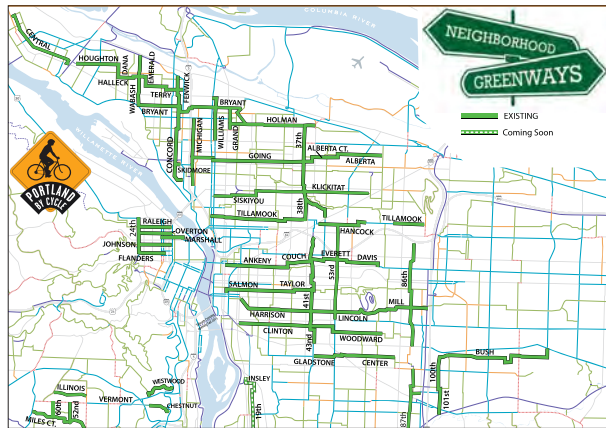 COLUMBIA RIVER
NEIGHBORHOOD
GREENWAYS
EXISTING
Coming Soon
CENTRAL
HOUGHTON
DANA
EMERALD
HALLECK
TERRY
FENWICK
WABASH
BRYANT
BRYANT
HOLMAN
WILLAMETTE RIVER
CONCORD
MICHIGAN
WILLIAMS
GRAND
37th
ALBERTA CT.
ALBERTA
GOING
SKIDMORE
PORTLAND
BY CYCLE
KLICKITAT
SISKIYOU
38th
TILLAMOOK
TILLAMOOK
HANCOCK
24th
RALEIGH
OVERTON
MARSHALL
JOHNSON
FLANDERS
ANKENY
COUCH
EVERETT
DAVIS
53rd
86th
SALMON
TAYLOR
41st
MILL
HARRISON
LINCOLN
CLINTON
43rd
WOODWARD
GLADSTONE
CENTER
BUSH
100th
101st
87th
INSLEY
19th
WESTWOOD
ILLINOIS
VERMONT
CHESTNUT
60th
52nd
MILES CT.